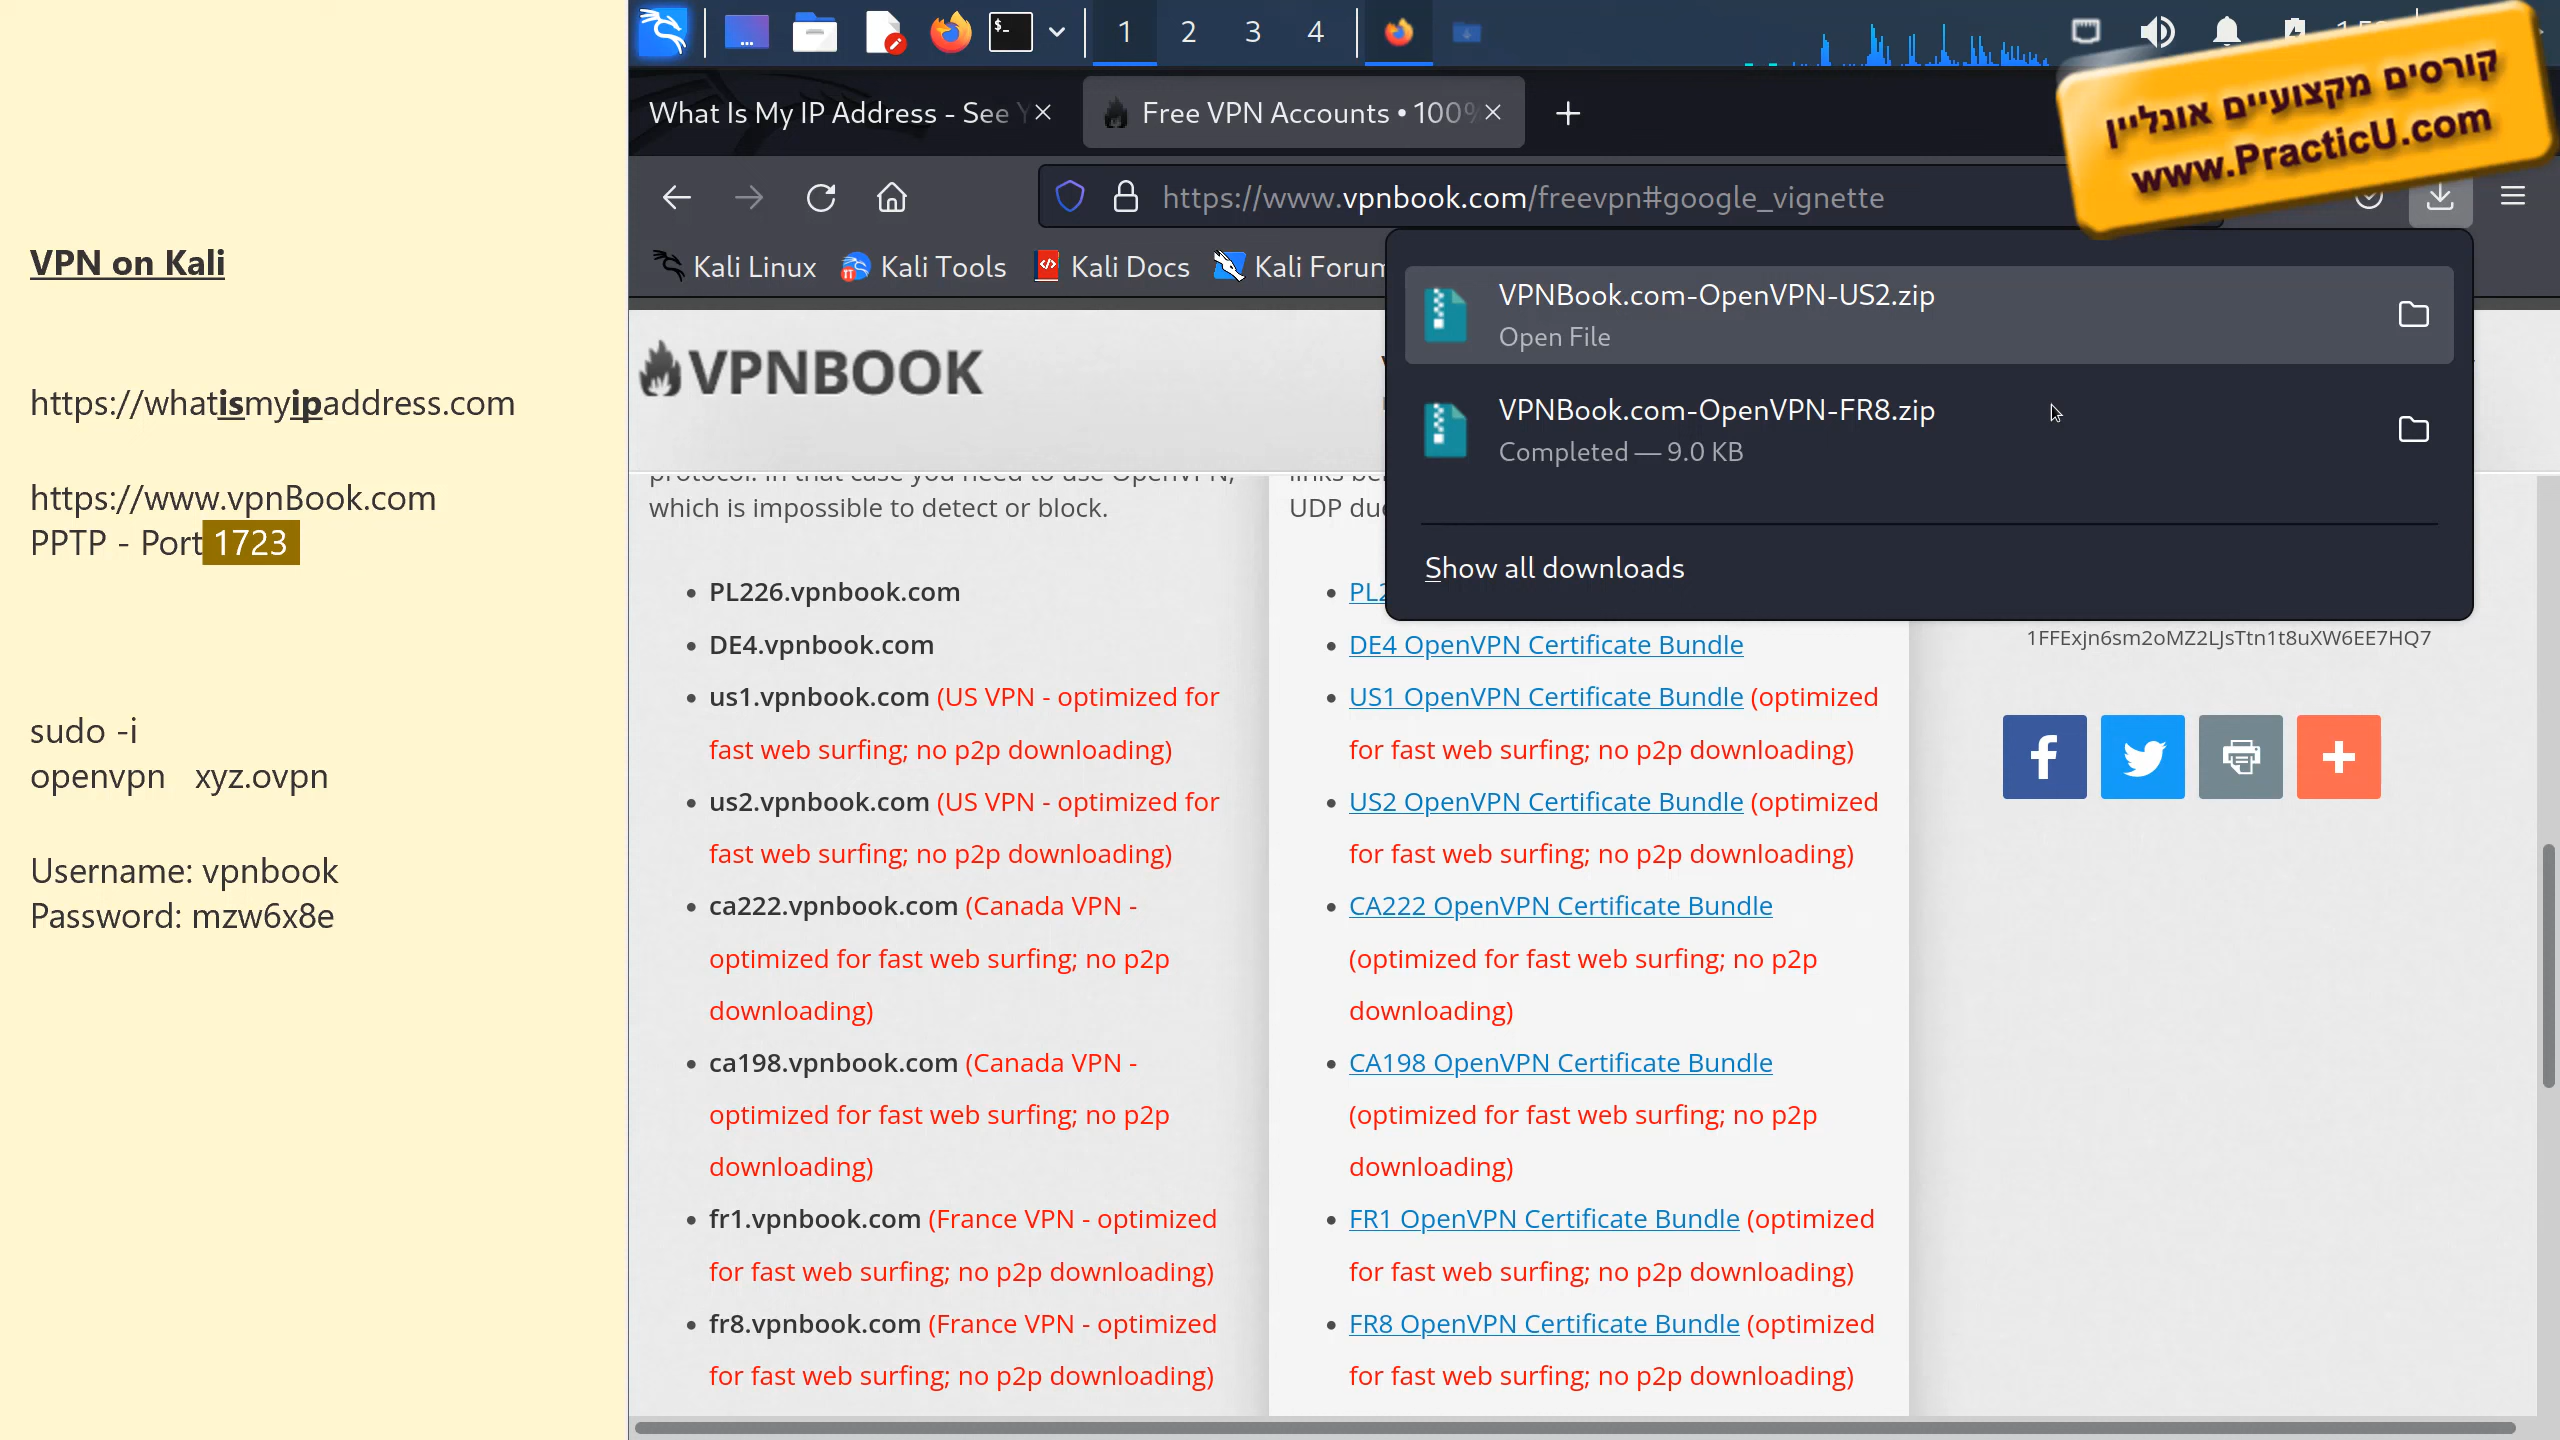 VPN on Kali
https://whatismyipaddress.com
https://www.vpnBook.com
PPTP - Port 1723
sudo -i
openvpn xyz.ovpn
Username: vpnbook
Password: mzw6x8e
1 2 3 4
קורסים מקצועיים אונליין
www.PracticU.com
What Is My IP Address - See
Free VPN Accounts • 100%
https://www.vpnbook.com/freevpn#google_vignette
Kali Linux
Kali Tools
Kali Docs
Kali Forum
VPNBook.com-OpenVPN-US2.zip
Open File
VPNBook.com-OpenVPN-FR8.zip
Completed — 9.0 KB
Show all downloads
VPNBOOK
protocol. In that case you need to use OpenVPN,
which is impossible to detect or block.
PL226.vpnbook.com
DE4.vpnbook.com
us1.vpnbook.com (US VPN - optimized for
fast web surfing; no p2p downloading)
us2.vpnbook.com (US VPN - optimized for
fast web surfing; no p2p downloading)
ca222.vpnbook.com (Canada VPN -
optimized for fast web surfing; no p2p
downloading)
ca198.vpnbook.com (Canada VPN -
optimized for fast web surfing; no p2p
downloading)
fr1.vpnbook.com (France VPN - optimized
for fast web surfing; no p2p downloading)
fr8.vpnbook.com (France VPN - optimized
for fast web surfing; no p2p downloading)
links
UDP
DE4 OpenVPN Certificate Bundle
US1 OpenVPN Certificate Bundle (optimized
for fast web surfing; no p2p downloading)
US2 OpenVPN Certificate Bundle (optimized
for fast web surfing; no p2p downloading)
CA222 OpenVPN Certificate Bundle
(optimized for fast web surfing; no p2p
downloading)
CA198 OpenVPN Certificate Bundle
(optimized for fast web surfing; no p2p
downloading)
FR1 OpenVPN Certificate Bundle (optimized
for fast web surfing; no p2p downloading)
FR8 OpenVPN Certificate Bundle (optimized
for fast web surfing; no p2p downloading)
1FFExjn6sm2oMZ2LJsTtn1t8uXW6EE7HQ7